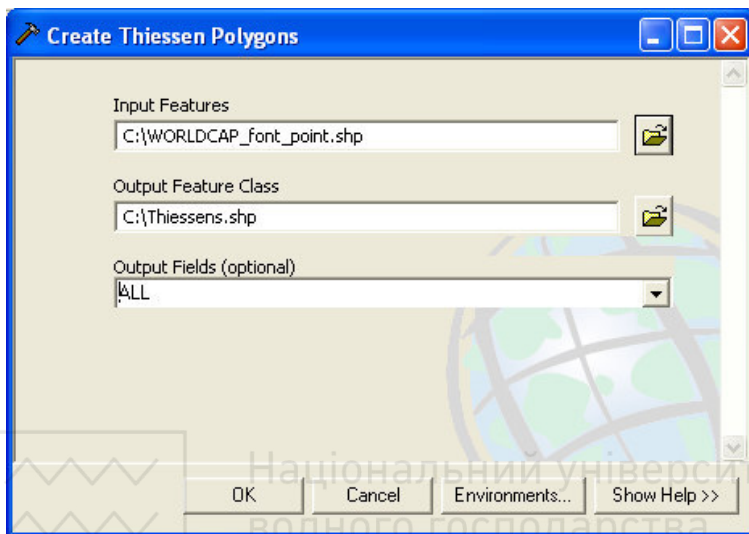 Create Thiessen Polygons
Input Features
C:\WORLDCAP_font_point.shp
Output Feature Class
C:\Thiessens.shp
Output Fields (optional)
ALL
Національний універси
OK Cancel Environments... Show Help >>
водного господарства